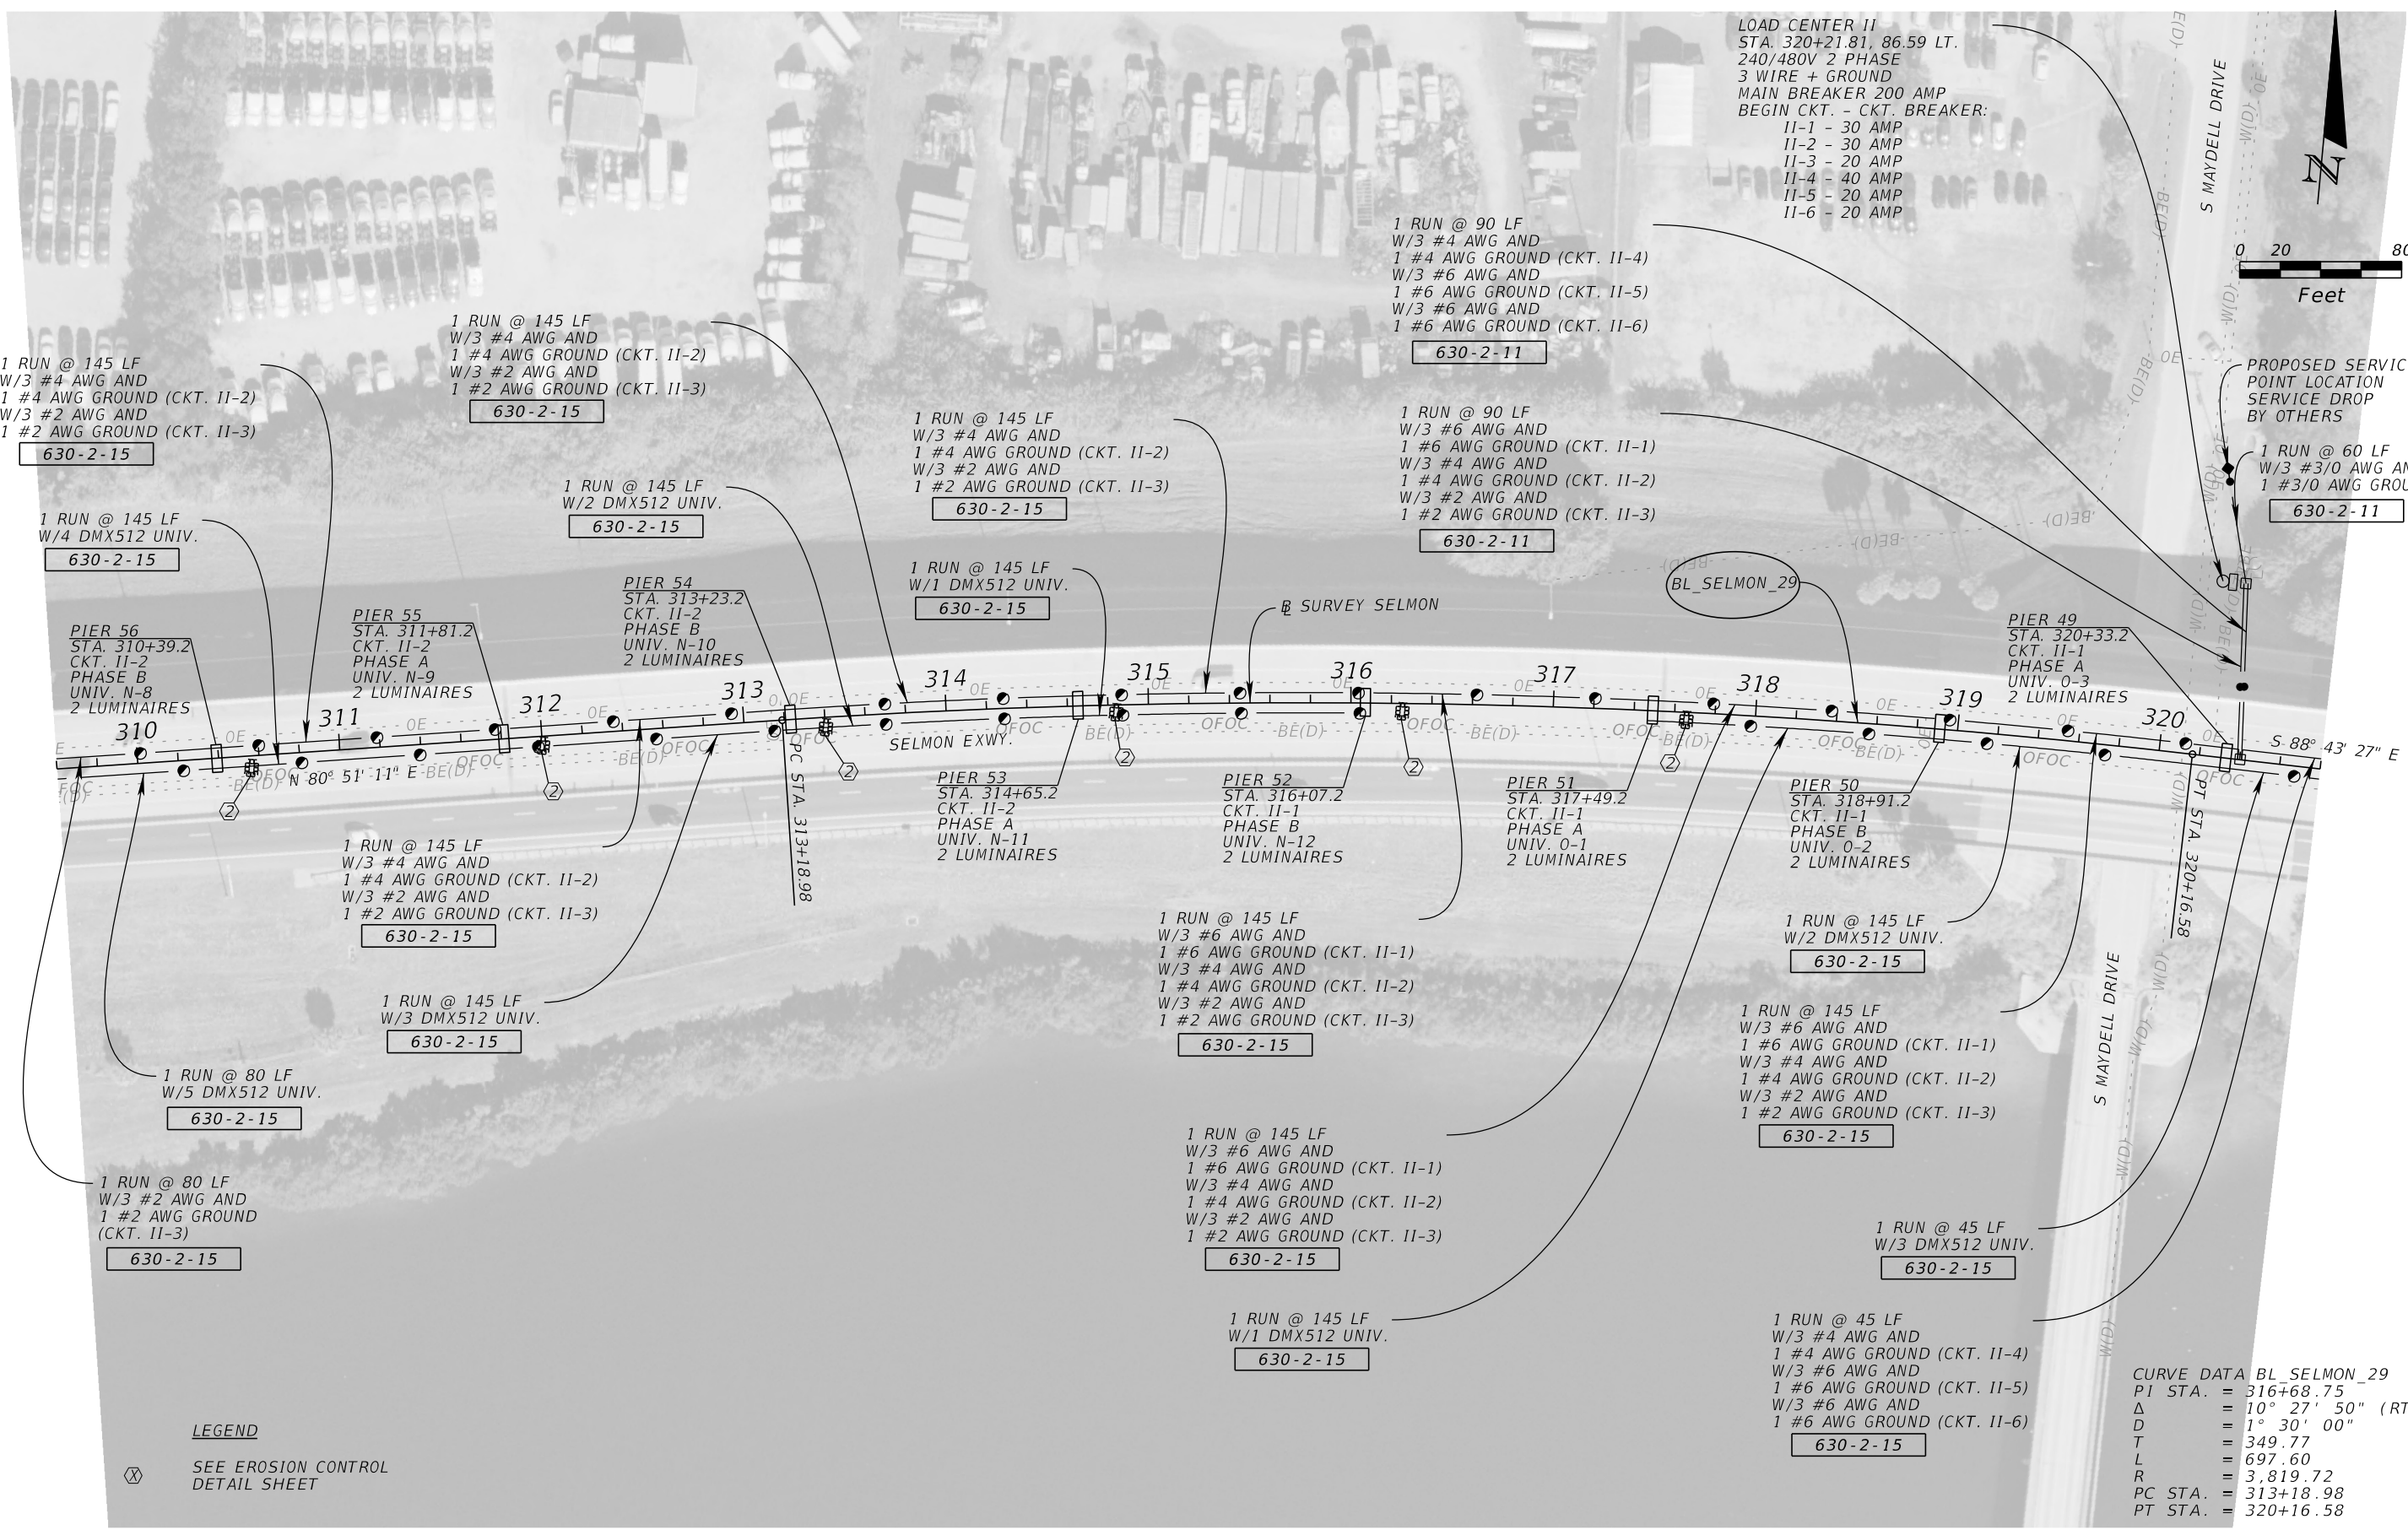 LOAD CENTER II
STA. 320+21.81, 86.59 LT.
240/480V 2 PHASE
3 WIRE + GROUND
MAIN BREAKER 200 AMP
BEGIN CKT. - CKT. BREAKER:
II-1 - 30 AMP
II-2 - 30 AMP
II-3 - 20 AMP
II-4 - 40 AMP
II-5 - 20 AMP
II-6 - 20 AMP
S MAYDELL DRIVE
N
0 20 80
Feet
1 RUN @ 90 LF
W/3 #4 AWG AND
1 #4 AWG GROUND (CKT. II-4)
W/3 #6 AWG AND
1 #6 AWG GROUND (CKT. II-5)
W/3 #6 AWG AND
1 #6 AWG GROUND (CKT. II-6)
630-2-11
1 RUN @ 145 LF
W/3 #4 AWG AND
1 #4 AWG GROUND (CKT. II-2)
W/3 #2 AWG AND
1 #2 AWG GROUND (CKT. II-3)
630-2-15
1 RUN @ 145 LF
W/3 #4 AWG AND
1 #4 AWG GROUND (CKT. II-2)
W/3 #2 AWG AND
1 #2 AWG GROUND (CKT. II-3)
630-2-15
1 RUN @ 145 LF
W/3 #4 AWG AND
1 #4 AWG GROUND (CKT. II-2)
W/3 #2 AWG AND
1 #2 AWG GROUND (CKT. II-3)
630-2-15
1 RUN @ 90 LF
W/3 #6 AWG AND
1 #6 AWG GROUND (CKT. II-1)
W/3 #4 AWG AND
1 #4 AWG GROUND (CKT. II-2)
W/3 #2 AWG AND
1 #2 AWG GROUND (CKT. II-3)
630-2-11
PROPOSED SERVIC
POINT LOCATION
SERVICE DROP
BY OTHERS
1 RUN @ 60 LF
W/3 #3/0 AWG AN
1 #3/0 AWG GROU
630-2-11
1 RUN @ 145 LF
W/4 DMX512 UNIV.
630-2-15
1 RUN @ 145 LF
W/2 DMX512 UNIV.
630-2-15
1 RUN @ 145 LF
W/1 DMX512 UNIV.
630-2-15
BL SURVEY SELMON
BL_SELMON_29
PIER 56
STA. 310+39.2
CKT. II-2
PHASE B
UNIV. N-8
2 LUMINAIRES
PIER 55
STA. 311+81.2
CKT. II-2
PHASE A
UNIV. N-9
2 LUMINAIRES
PIER 54
STA. 313+23.2
CKT. II-2
PHASE B
UNIV. N-10
2 LUMINAIRES
PIER 49
STA. 320+33.2
CKT. II-1
PHASE A
UNIV. O-3
2 LUMINAIRES
310 311 312 313 314 315 316 317 318 319 320
N 80° 51' 11" E
SELMON EXWY.
S 88° 43' 27" E
PC STA. 313+18.98
PT STA. 320+16.58
2 2 2 2 2 2
PIER 53
STA. 314+65.2
CKT. II-2
PHASE A
UNIV. N-11
2 LUMINAIRES
PIER 52
STA. 316+07.2
CKT. II-1
PHASE B
UNIV. N-12
2 LUMINAIRES
PIER 51
STA. 317+49.2
CKT. II-1
PHASE A
UNIV. O-1
2 LUMINAIRES
PIER 50
STA. 318+91.2
CKT. II-1
PHASE B
UNIV. O-2
2 LUMINAIRES
1 RUN @ 145 LF
W/3 #4 AWG AND
1 #4 AWG GROUND (CKT. II-2)
W/3 #2 AWG AND
1 #2 AWG GROUND (CKT. II-3)
630-2-15
1 RUN @ 145 LF
W/3 DMX512 UNIV.
630-2-15
1 RUN @ 80 LF
W/5 DMX512 UNIV.
630-2-15
1 RUN @ 80 LF
W/3 #2 AWG AND
1 #2 AWG GROUND
(CKT. II-3)
630-2-15
1 RUN @ 145 LF
W/3 #6 AWG AND
1 #6 AWG GROUND (CKT. II-1)
W/3 #4 AWG AND
1 #4 AWG GROUND (CKT. II-2)
W/3 #2 AWG AND
1 #2 AWG GROUND (CKT. II-3)
630-2-15
1 RUN @ 145 LF
W/3 #6 AWG AND
1 #6 AWG GROUND (CKT. II-1)
W/3 #4 AWG AND
1 #4 AWG GROUND (CKT. II-2)
W/3 #2 AWG AND
1 #2 AWG GROUND (CKT. II-3)
630-2-15
1 RUN @ 145 LF
W/1 DMX512 UNIV.
630-2-15
1 RUN @ 145 LF
W/2 DMX512 UNIV.
630-2-15
1 RUN @ 145 LF
W/3 #6 AWG AND
1 #6 AWG GROUND (CKT. II-1)
W/3 #4 AWG AND
1 #4 AWG GROUND (CKT. II-2)
W/3 #2 AWG AND
1 #2 AWG GROUND (CKT. II-3)
630-2-15
S MAYDELL DRIVE
1 RUN @ 45 LF
W/3 DMX512 UNIV.
630-2-15
1 RUN @ 45 LF
W/3 #4 AWG AND
1 #4 AWG GROUND (CKT. II-4)
W/3 #6 AWG AND
1 #6 AWG GROUND (CKT. II-5)
W/3 #6 AWG AND
1 #6 AWG GROUND (CKT. II-6)
630-2-15
LEGEND
X SEE EROSION CONTROL
DETAIL SHEET
CURVE DATA BL_SELMON_29
PI STA. = 316+68.75
Δ = 10° 27' 50" (RT
D = 1° 30' 00"
T = 349.77
L = 697.60
R = 3,819.72
PC STA. = 313+18.98
PT STA. = 320+16.58